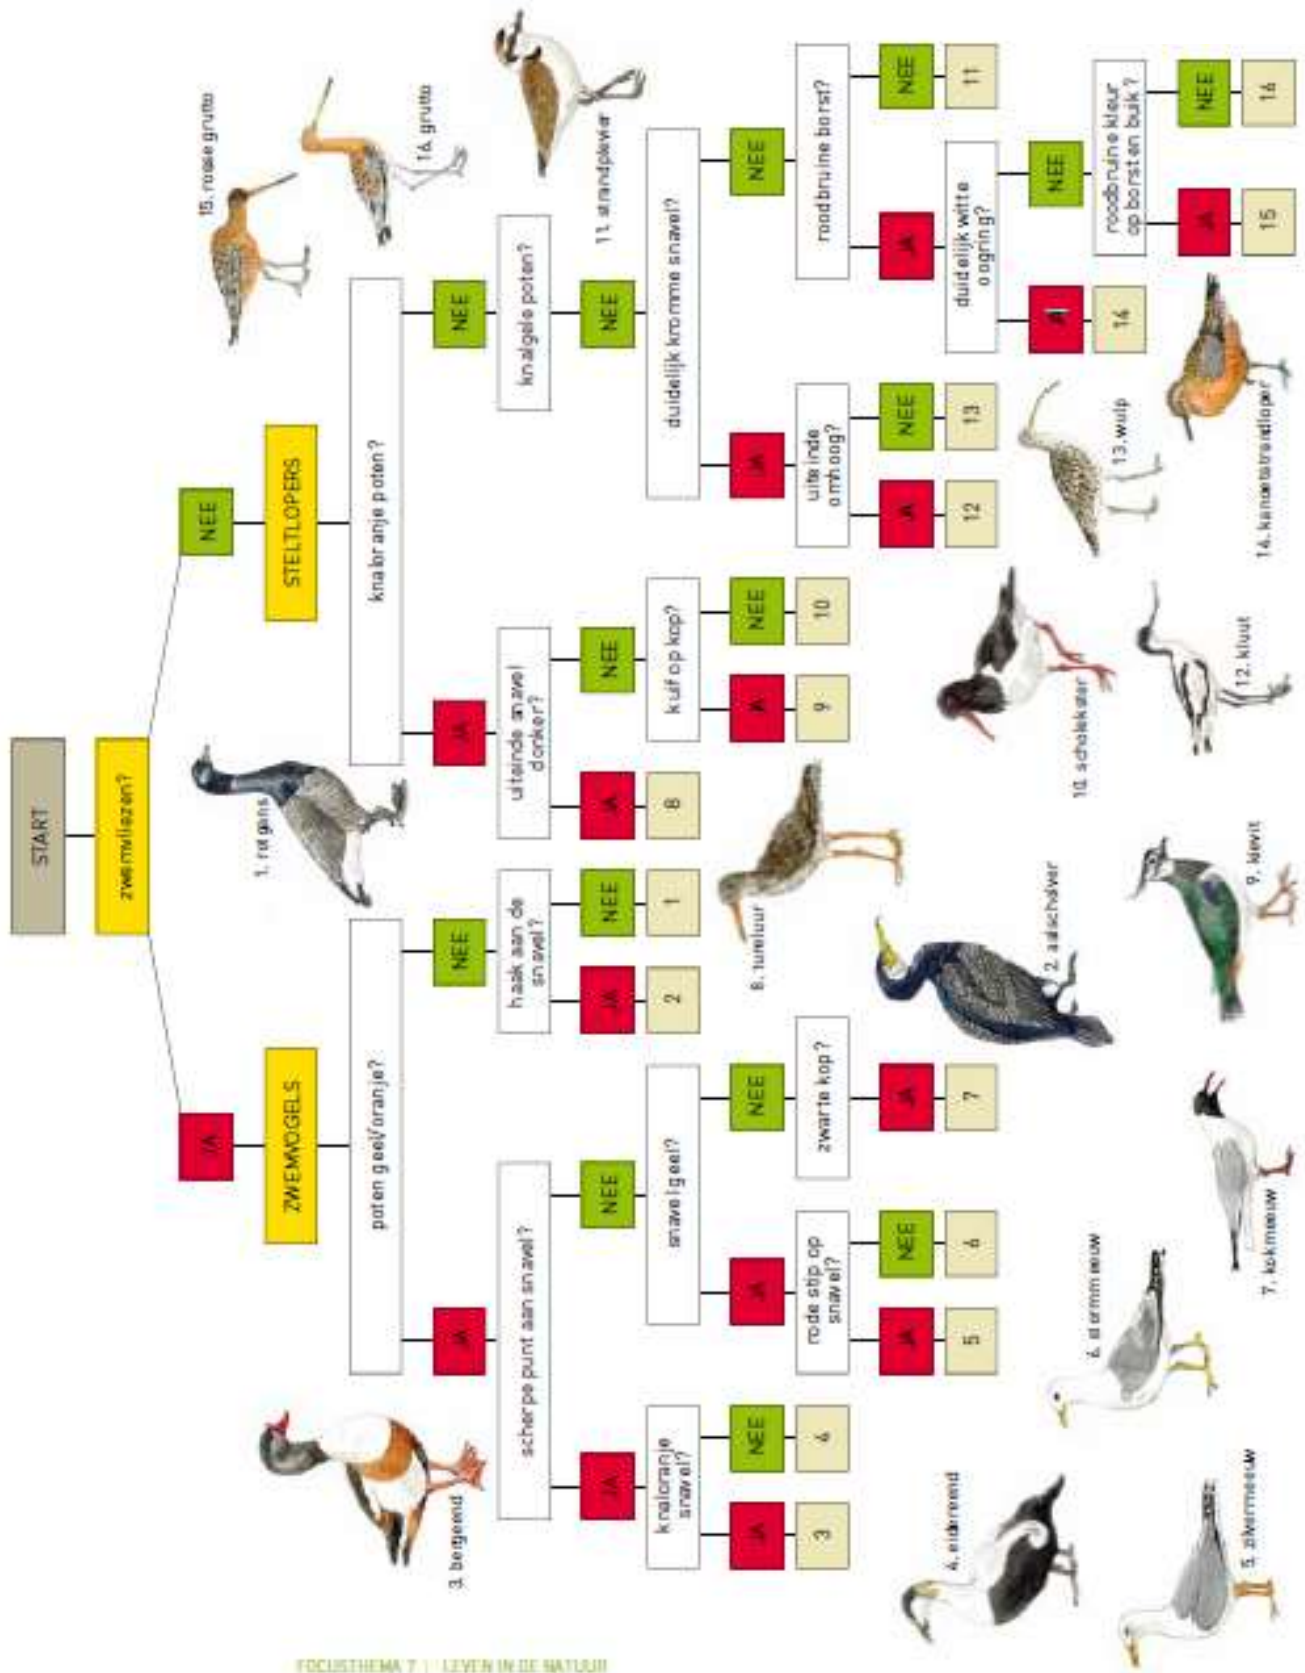 START
zwemvliezen?
JA
NEE
ZWEMVOGELS
STELTLOPERS
poten geel/oranje?
knaloranje poten?
JA
NEE
JA
NEE
scherpe punt aan snavel?
haak aan de
snavel?
uiteinde snavel
donker?
knalgele poten?
JA
NEE
JA
NEE
JA
NEE
NEE
2
1
8
knaloranje
snavel?
snavel geel?
kuif op kop?
duidelijk kromme snavel?
JA
NEE
JA
NEE
JA
NEE
JA
NEE
3
4
9
10
rode stip op
snavel?
zwarte kop?
uiteinde
omhoog?
roodbruine borst?
JA
NEE
JA
JA
NEE
JA
NEE
5
6
7
12
13
11
duidelijk witte
oogring?
JA
NEE
14
roodbruine kleur
op borst en buik?
JA
NEE
15
16
1. rotgans
2. aalscholver
3. bergeend
4. eidereend
5. zilvermeeuw
6. stormmeeuw
7. kokmeeuw
8. tureluur
9. kievit
10. scholekster
11. strandplevier
12. kluut
13. wulp
14. kanoetstrandloper
15. rosse grutto
16. grutto
FOCUSTHEMA 7 | LEVEN IN DE NATUUR